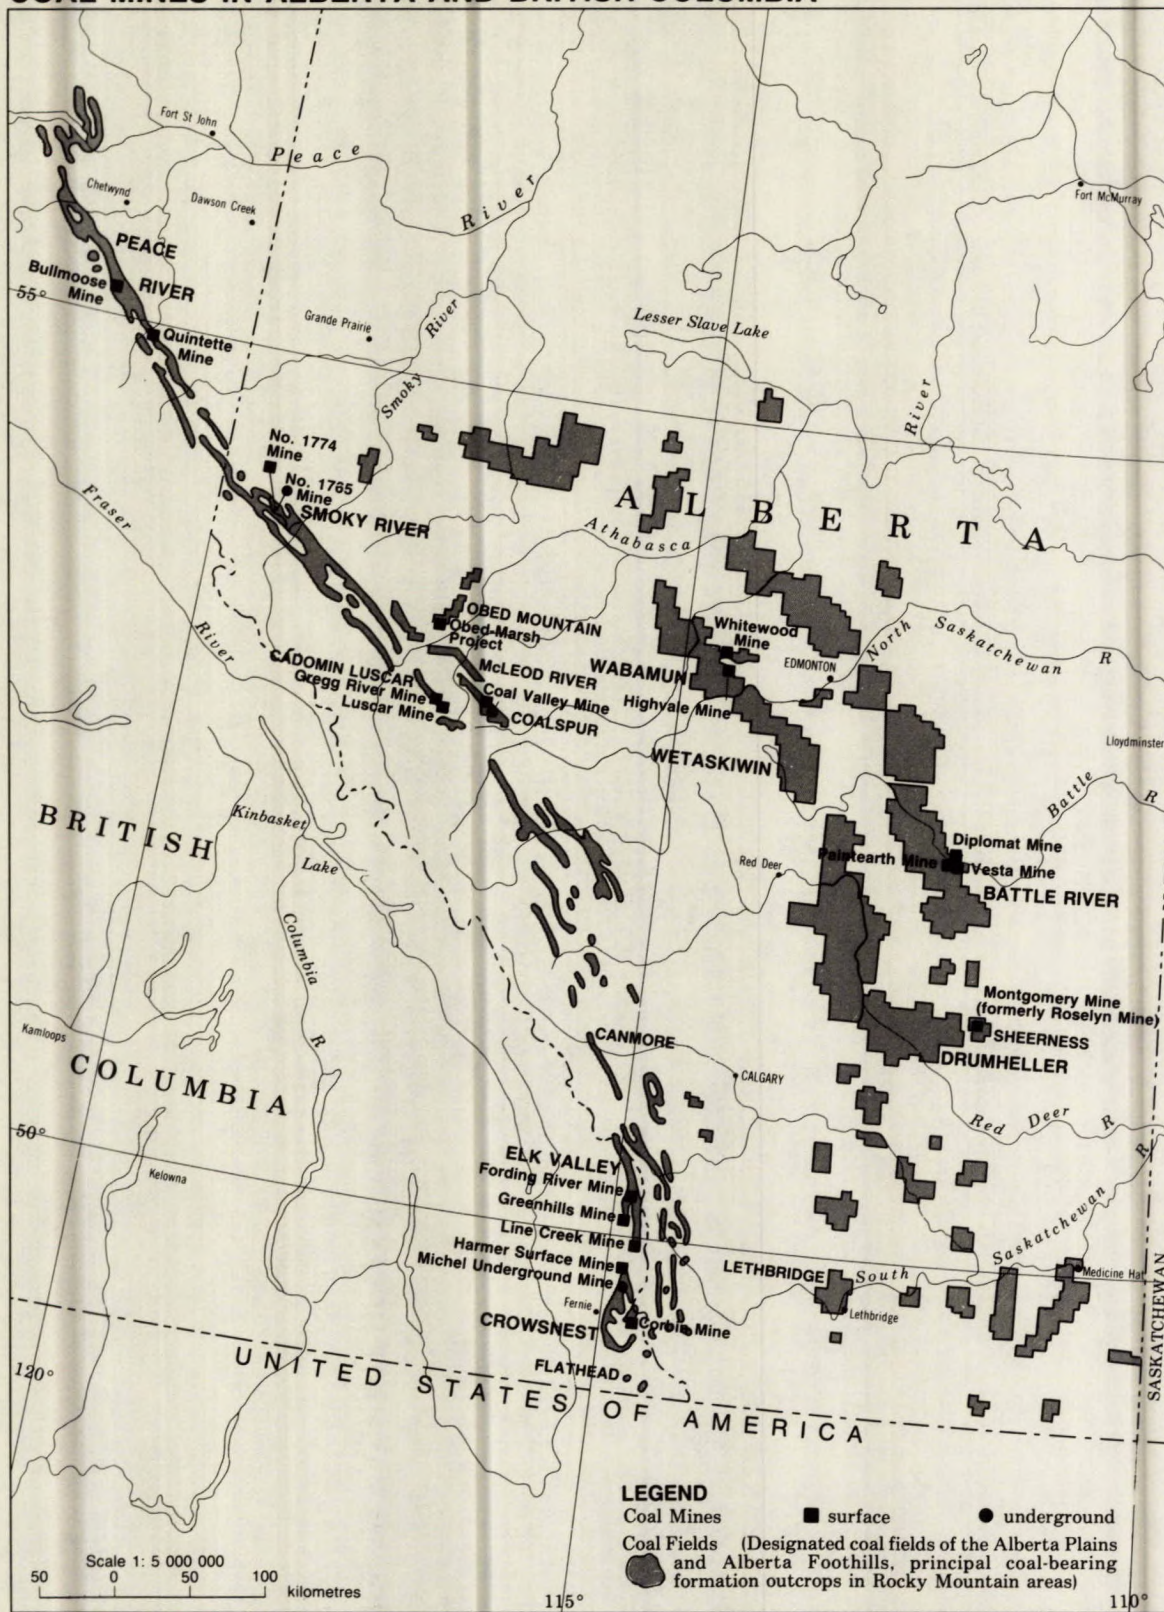 COAL MINES IN ALBERTA AND BRITISH COLUMBIA
Fort St John
Peace
River
Chetwynd
Dawson Creek
Fort McMurray
PEACE
RIVER
Bullmoose
Mine
55°
Quintette
Mine
Grande Prairie
Smoky
River
Lesser Slave Lake
River
No. 1774
Mine
No. 1765
Mine
SMOKY RIVER
Fraser
River
ALBERTA
Athabasca
OBED MOUNTAIN
Obed-Marsh
Project
CADOMIN LUSCAR
McLEOD RIVER
Gregg River Mine
Coal Valley Mine
Luscar Mine
COALSPUR
Whitewood
Mine
WABAMUN
EDMONTON
Highvale Mine
North
Saskatchewan
R
WETASKIWIN
Lloydminster
Battle
R
BRITISH
Kinbasket
Lake
Red Deer
Paintearth Mine
Diplomat Mine
Vesta Mine
BATTLE RIVER
Columbia
R
Kamloops
COLUMBIA
Montgomery Mine
(formerly Roselyn Mine)
SHEERNESS
DRUMHELLER
CANMORE
CALGARY
Red Deer R
R
50°
Kelowna
ELK VALLEY
Fording River Mine
Greenhills Mine
Line Creek Mine
Harmer Surface Mine
Michel Underground Mine
Fernie
CROWSNEST
Corbin Mine
FLATHEAD
LETHBRIDGE
South
Saskatchewan
Medicine Hat
Lethbridge
SASKATCHEWAN
120°
UNITED STATES OF AMERICA
LEGEND
Coal Mines ■ surface ● underground
Coal Fields (Designated coal fields of the Alberta Plains
and Alberta Foothills, principal coal-bearing
formation outcrops in Rocky Mountain areas)
Scale 1: 5 000 000
50 0 50 100
kilometres
115°
110°